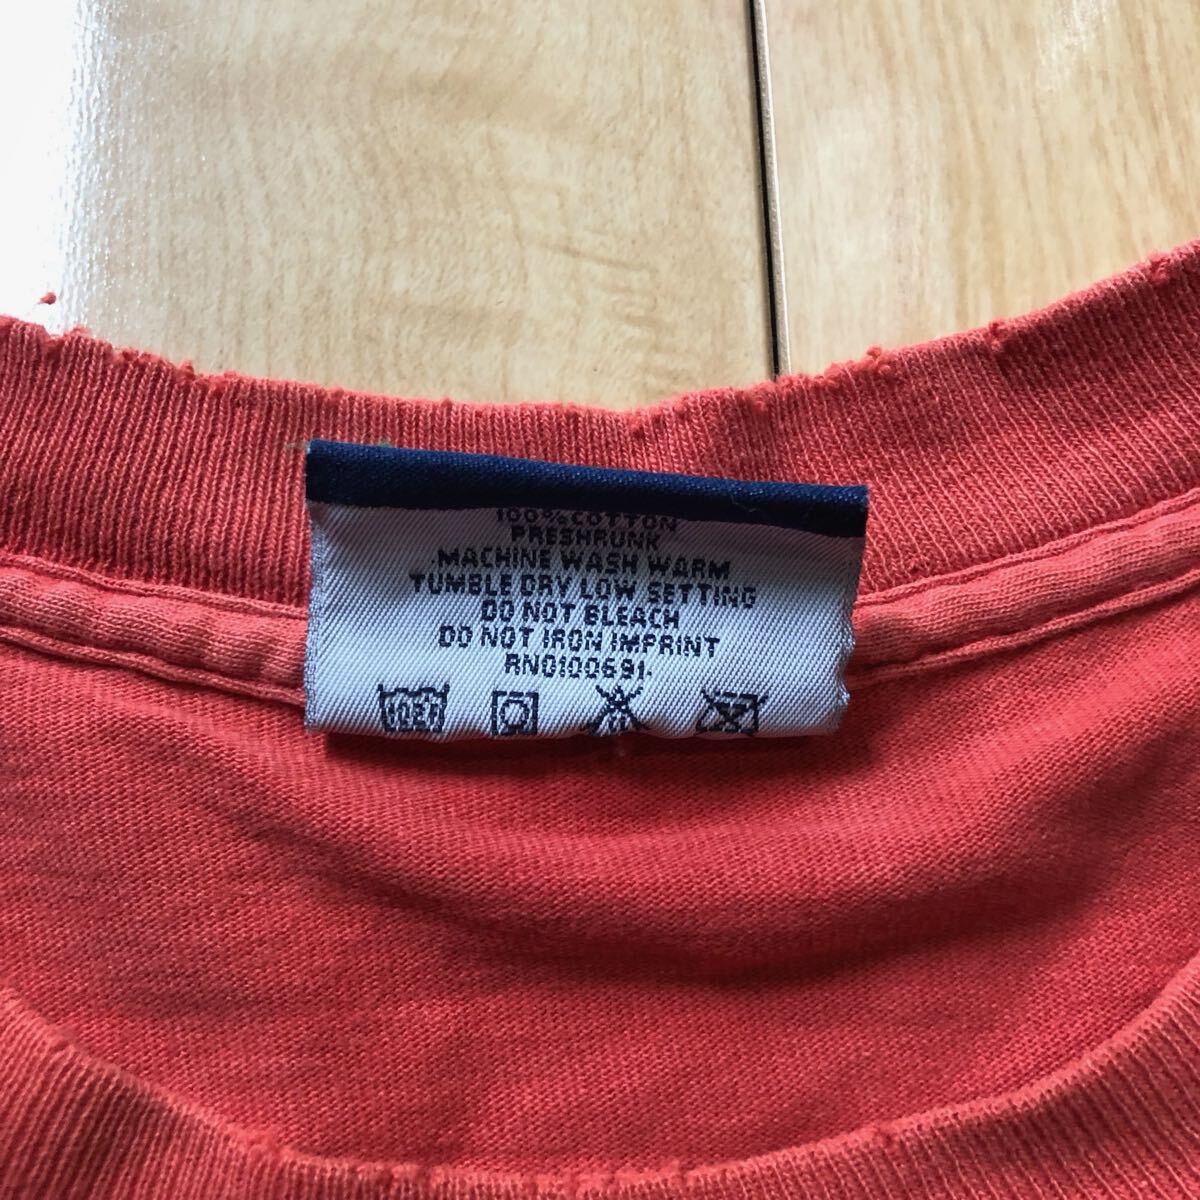 100% COTTON
PRESHRUNK
MACHINE WASH WARM
TUMBLE DRY LOW SETTING
DO NOT BLEACH
DO NOT IRON IMPRINT
RN0100691